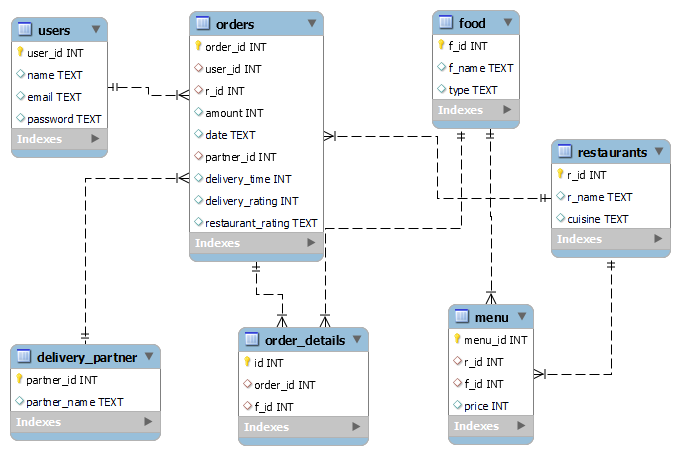 users
user_id INT
name TEXT
email TEXT
password TEXT
Indexes
orders
order_id INT
user_id INT
r_id INT
amount INT
date TEXT
partner_id INT
delivery_time INT
delivery_rating INT
restaurant_rating TEXT
Indexes
food
f_id INT
f_name TEXT
type TEXT
Indexes
restaurants
r_id INT
r_name TEXT
cuisine TEXT
Indexes
delivery_partner
partner_id INT
partner_name TEXT
Indexes
order_details
id INT
order_id INT
f_id INT
Indexes
menu
menu_id INT
r_id INT
f_id INT
price INT
Indexes